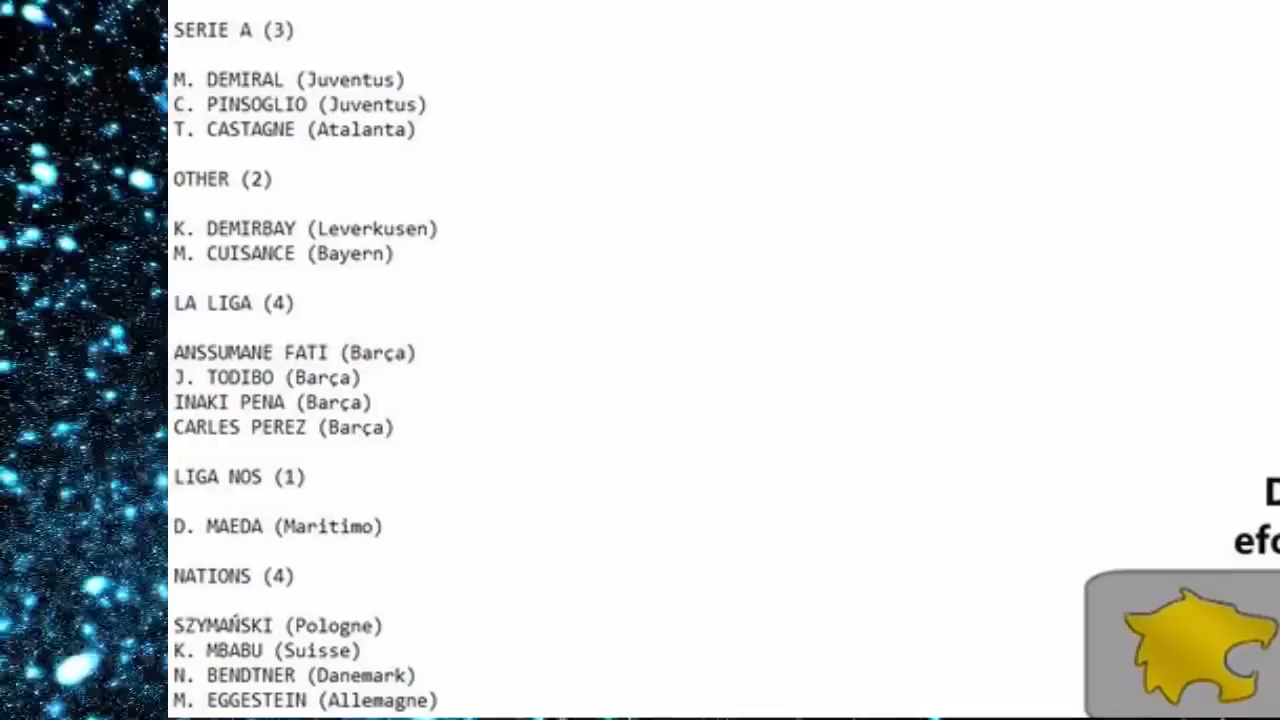 SERIE A (3)
M. DEMIRAL (Juventus)
C. PINSOGLIO (Juventus)
T. CASTAGNE (Atalanta)
OTHER (2)
K. DEMIRBAY (Leverkusen)
M. CUISANCE (Bayern)
LA LIGA (4)
ANSSUMANE FATI (Barça)
J. TODIBO (Barça)
INAKI PENA (Barça)
CARLES PEREZ (Barça)
LIGA NOS (1)
D. MAEDA (Maritimo)
NATIONS (4)
SZYMAŃSKI (Pologne)
K. MBABU (Suisse)
N. BENDTNER (Danemark)
M. EGGESTEIN (Allemagne)